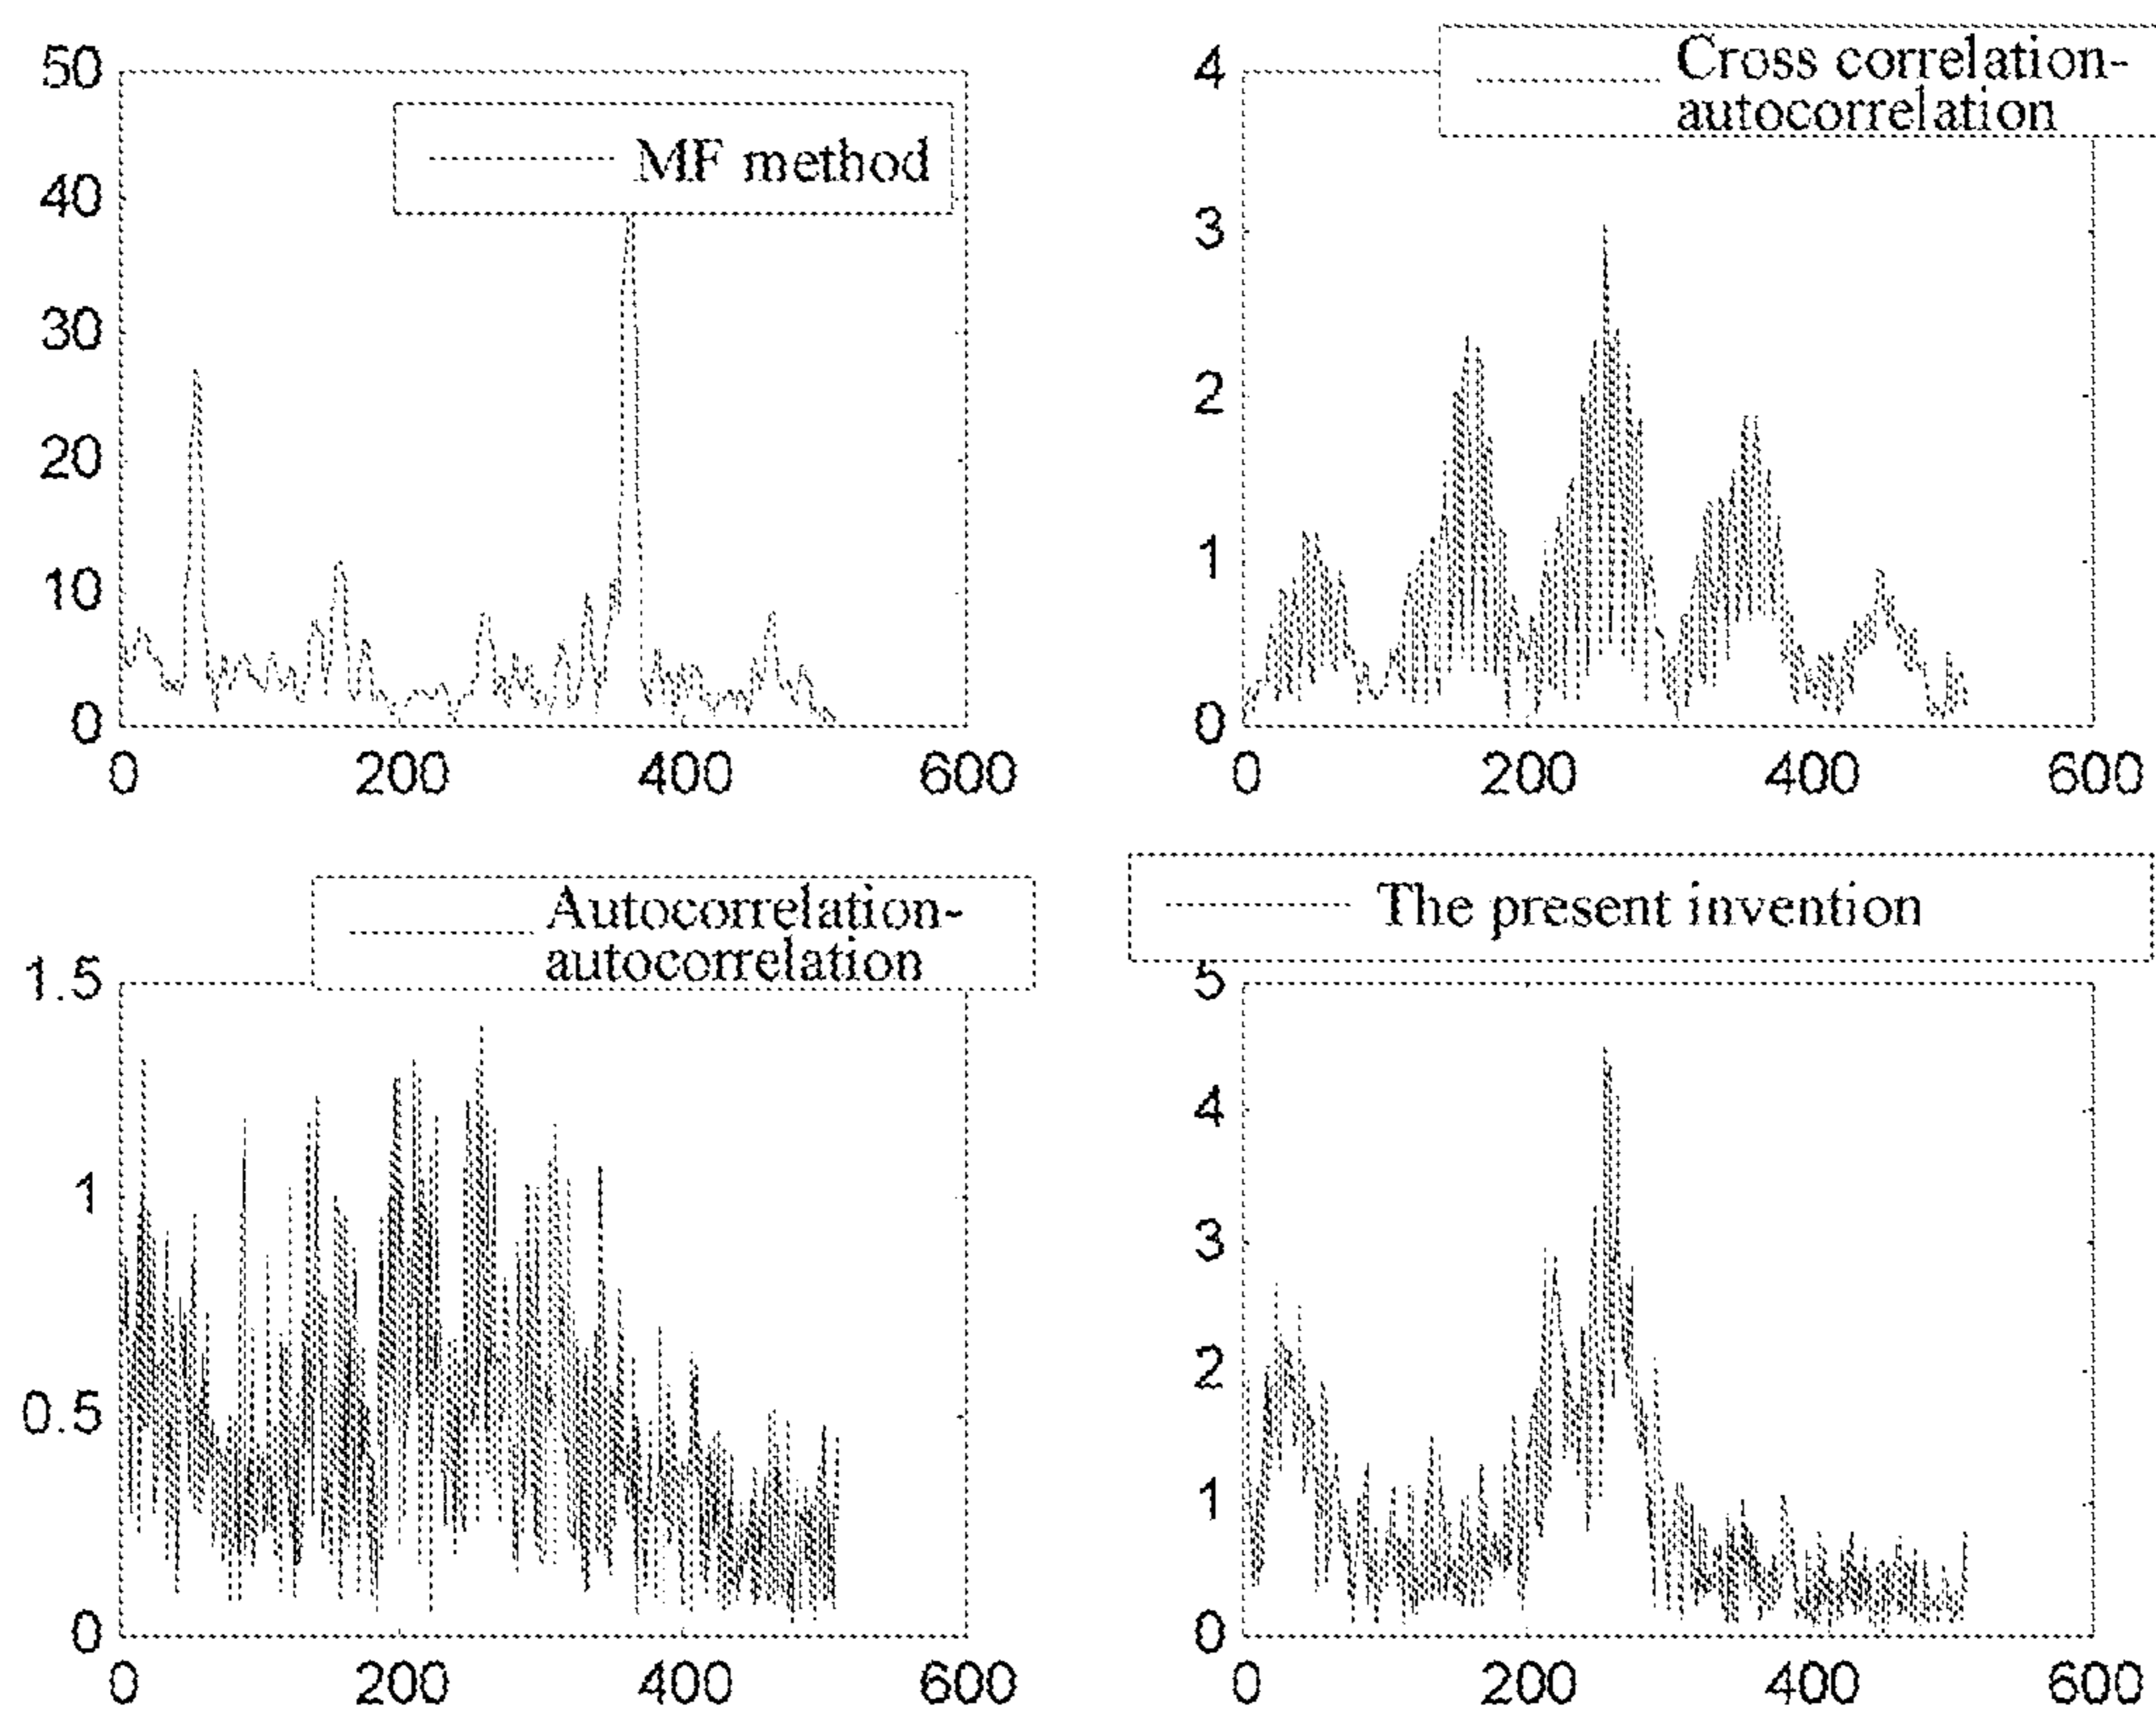 50
40
30
20
10
0
0 200 400 600
MF method
4
3
2
1
0
0 200 400 600
Cross correlation-
autocorrelation
1.5
1
0.5
0
0 200 400 600
Autocorrelation-
autocorrelation
5
4
3
2
1
0
0 200 400 600
The present invention